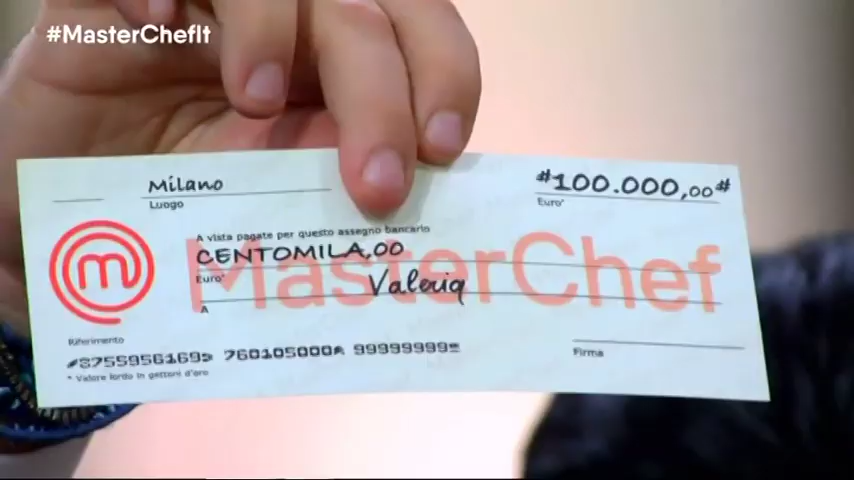 #MasterChefIt
Milano
#100.000,00#
Luogo
Euro*
A vista pagate per questo assegno bancario
CENTOMILA,00
MasterChef
Euro*
Valeria
A
m
Riferimento
Firma
#8755956169> 760105000A 99999999=
* Valore lordo in gettoni d'oro